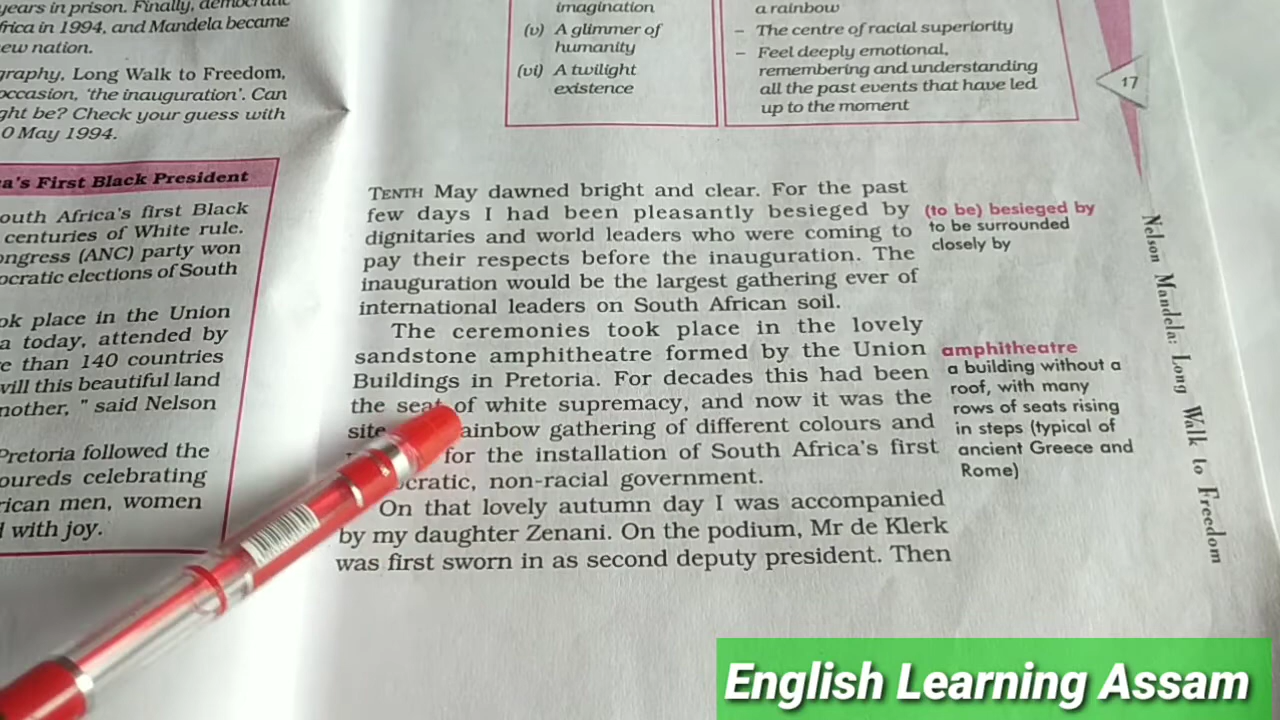 years in prison. Finally, democratic
frica in 1994, and Mandela became
ew nation.
graphy, Long Walk to Freedom,
occasion, 'the inauguration'. Can
ght be? Check your guess with
0 May 1994.
a's First Black President
outh Africa's first Black
centuries of White rule.
ongress (ANC) party won
ocratic elections of South
ok place in the Union
a today, attended by
e than 140 countries
will this beautiful land
nother, " said Nelson
Pretoria followed the
oureds celebrating
rican men, women
with joy.
imagination
(v) A glimmer of
humanity
(vi) A twilight
existence
a rainbow
– The centre of racial superiority
– Feel deeply emotional,
remembering and understanding
all the past events that have led
up to the moment
17
TENTH May dawned bright and clear. For the past
few days I had been pleasantly besieged by
dignitaries and world leaders who were coming to
pay their respects before the inauguration. The
inauguration would be the largest gathering ever of
international leaders on South African soil.
The ceremonies took place in the lovely
sandstone amphitheatre formed by the Union
Buildings in Pretoria. For decades this had been
the seat of white supremacy, and now it was the
site ainbow gathering of different colours and
for the installation of South Africa's first
ocratic, non-racial government.
On that lovely autumn day I was accompanied
by my daughter Zenani. On the podium, Mr de Klerk
was first sworn in as second deputy president. Then
(to be) besieged by
to be surrounded
closely by
amphitheatre
a building without a
roof, with many
rows of seats rising
in steps (typical of
ancient Greece and
Rome)
Nelson Mandela: Long Walk to Freedom
English Learning Assam